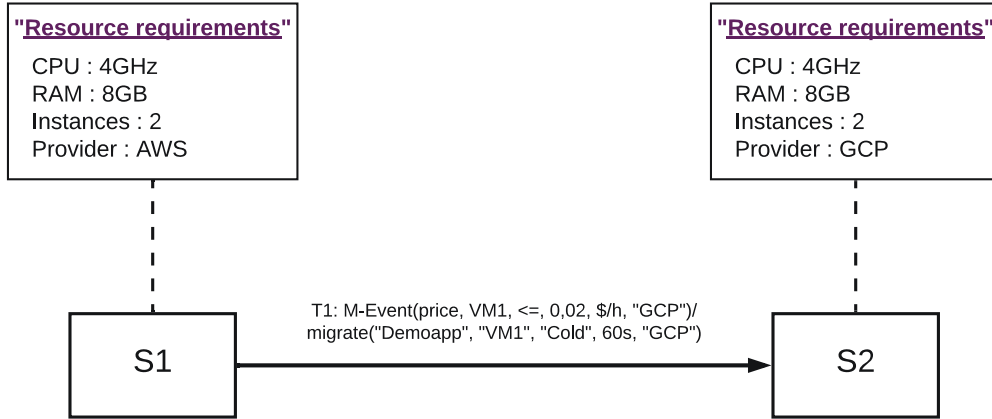 "Resource requirements"
CPU : 4GHz
RAM : 8GB
Instances : 2
Provider : AWS
"Resource requirements"
CPU : 4GHz
RAM : 8GB
Instances : 2
Provider : GCP
T1: M-Event(price, VM1, <=, 0,02, $/h, "GCP")/
migrate("Demoapp", "VM1", "Cold", 60s, "GCP")
S1
S2